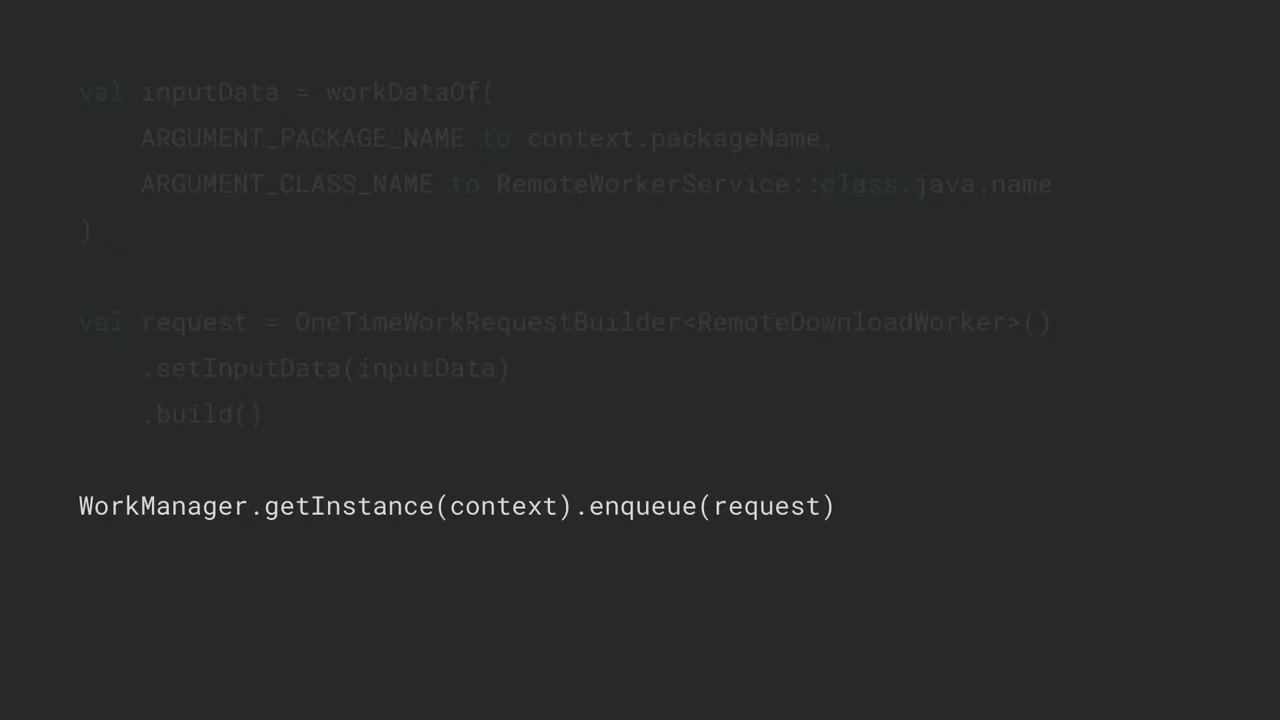 val inputData = workDataOf(
    ARGUMENT_PACKAGE_NAME to context.packageName,
    ARGUMENT_CLASS_NAME to RemoteWorkerService::class.java.name
)
val request = OneTimeWorkRequestBuilder<RemoteDownloadWorker>()
    .setInputData(inputData)
    .build()
WorkManager.getInstance(context).enqueue(request)